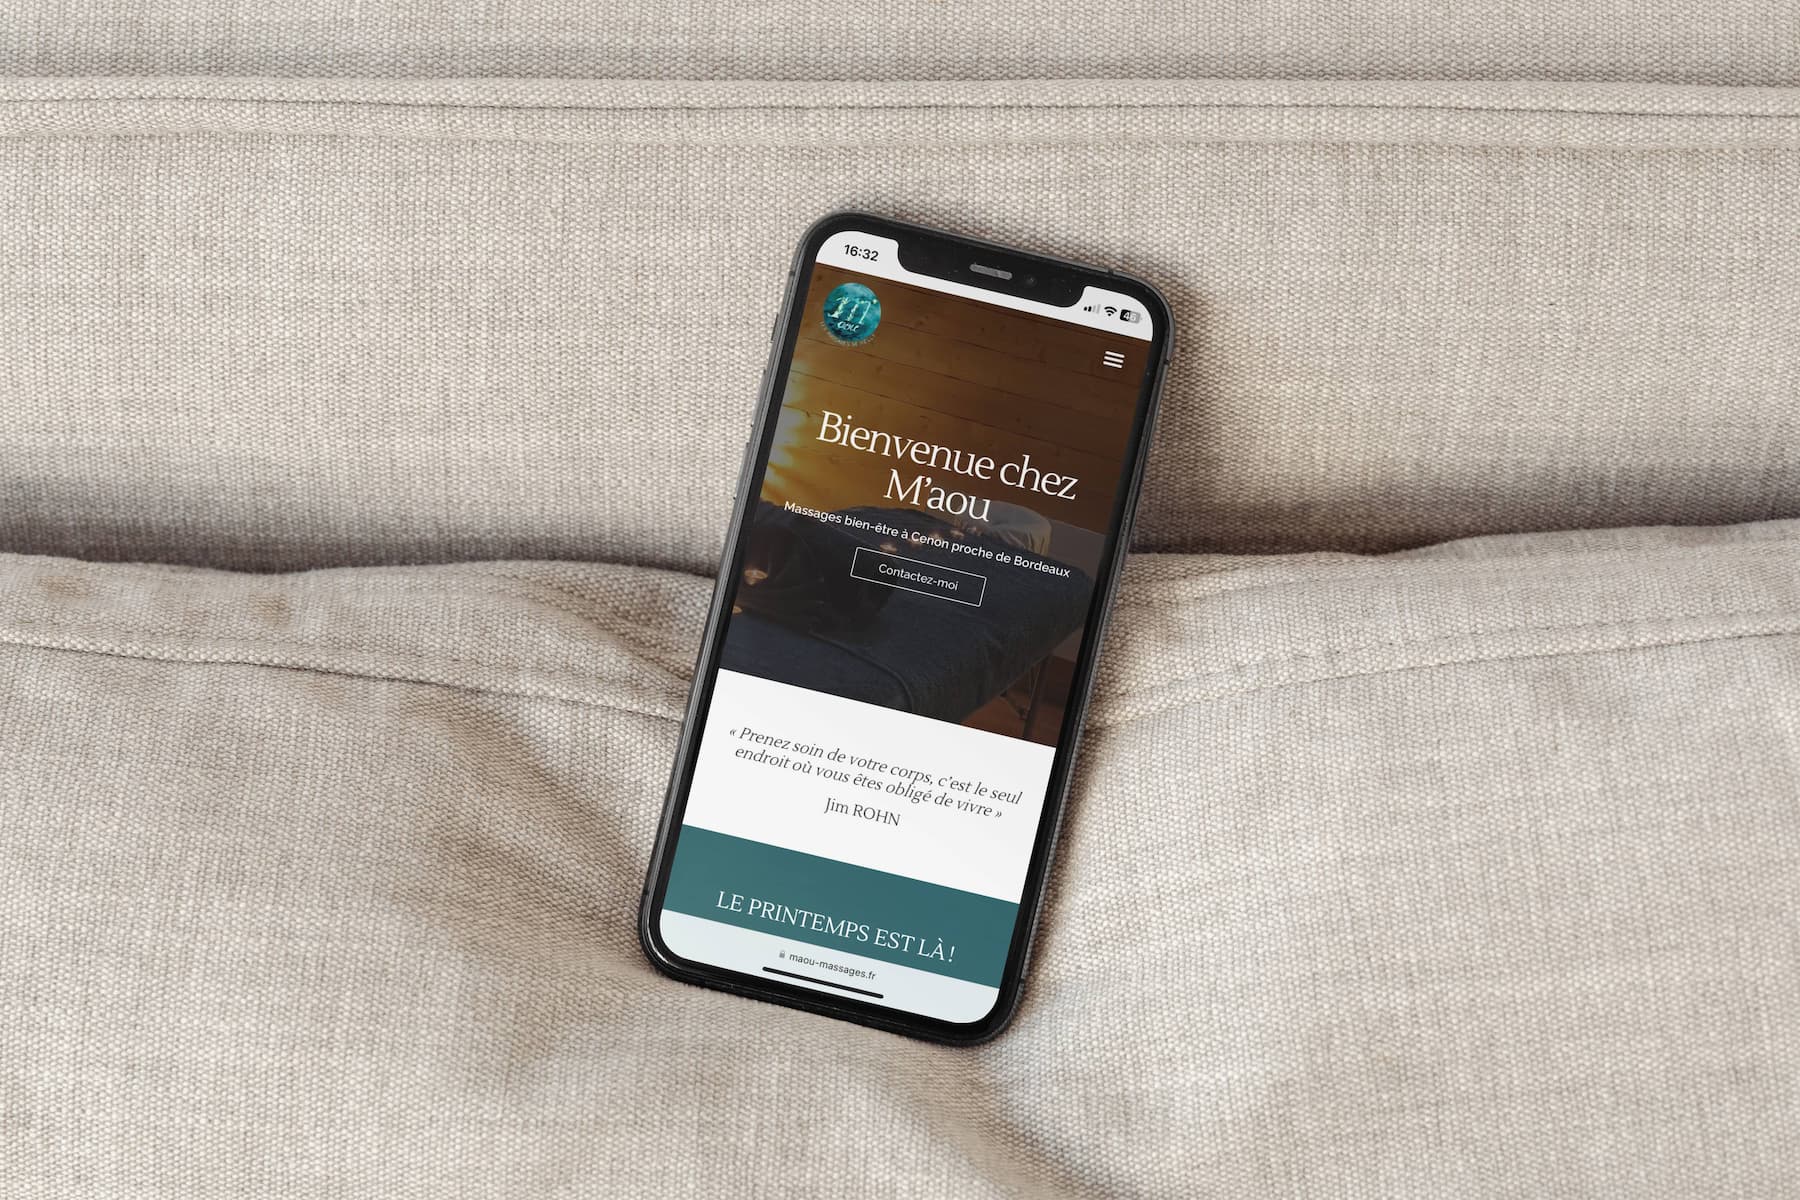 16:32
46
m
aou
Bienvenue chez
M'aou
Massages bien-être à Cenon proche de Bordeaux
Contactez-moi
« Prenez soin de votre corps, c'est le seul
endroit où vous êtes obligé de vivre »
Jim ROHN
LE PRINTEMPS EST LÀ !
maou-massages.fr